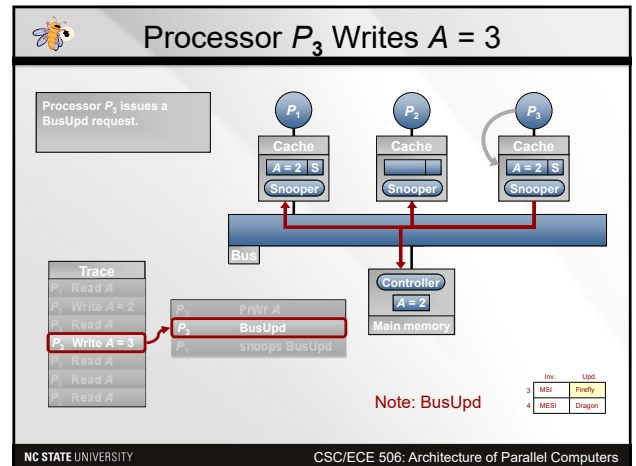 Processor P3 Writes A = 3
Processor P3 issues a
BusUpd request.
P1
P2
P3
Cache
Cache
Cache
A = 2 S
A = 2 S
Snooper
Snooper
Snooper
Bus
Trace
P1 Read A
P1 Write A = 2
P3 Read A
P3 Write A = 3
P1 Read A
P3 Read A
P2 Read A
P3 PrWr A
P3 BusUpd
P1 snoops BusUpd
Controller
A = 2
Main memory
Note: BusUpd
Inv. Upd.
3 MSI Firefly
4 MESI Dragon
NC STATE UNIVERSITY
CSC/ECE 506: Architecture of Parallel Computers